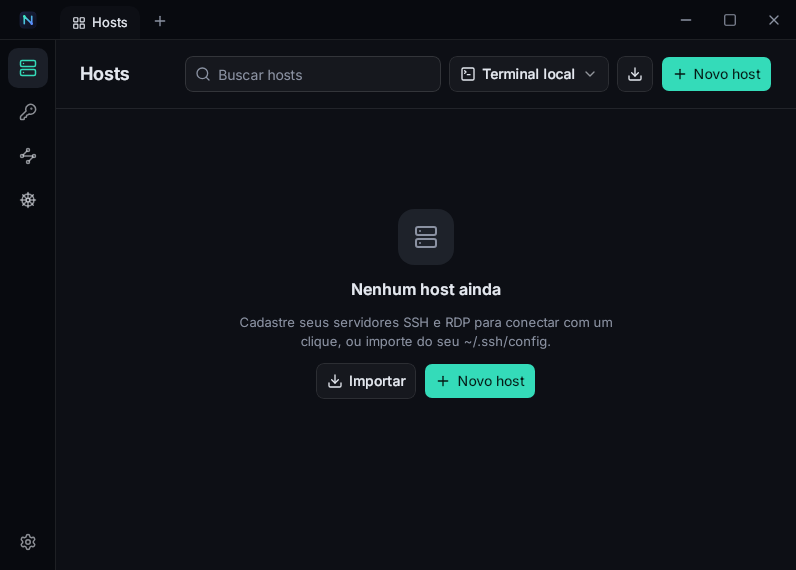 N
Hosts
Hosts
Buscar hosts
Terminal local
Novo host
Nenhum host ainda
Cadastre seus servidores SSH e RDP para conectar com um
clique, ou importe do seu ~/.ssh/config.
Importar
Novo host